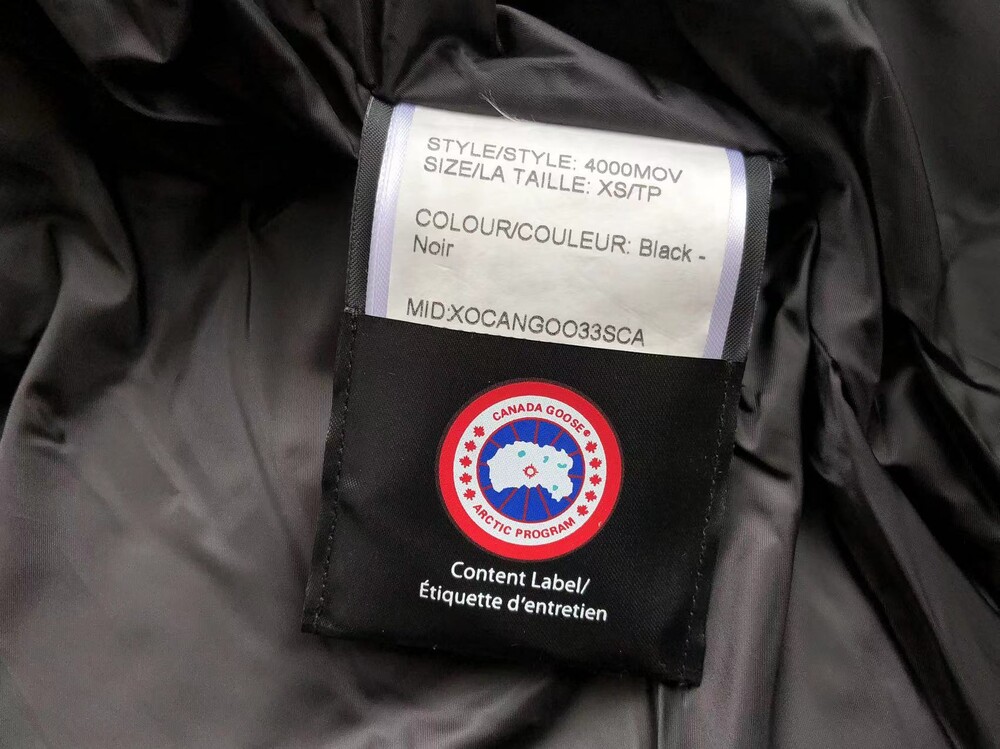 STYLE/STYLE: 4000MOV
SIZE/LA TAILLE: XS/TP
COLOUR/COULEUR: Black -
Noir
MID:XOCANGOO33SCA
CANADA GOOSE®
ARCTIC PROGRAM
Content Label/
Étiquette d'entretien